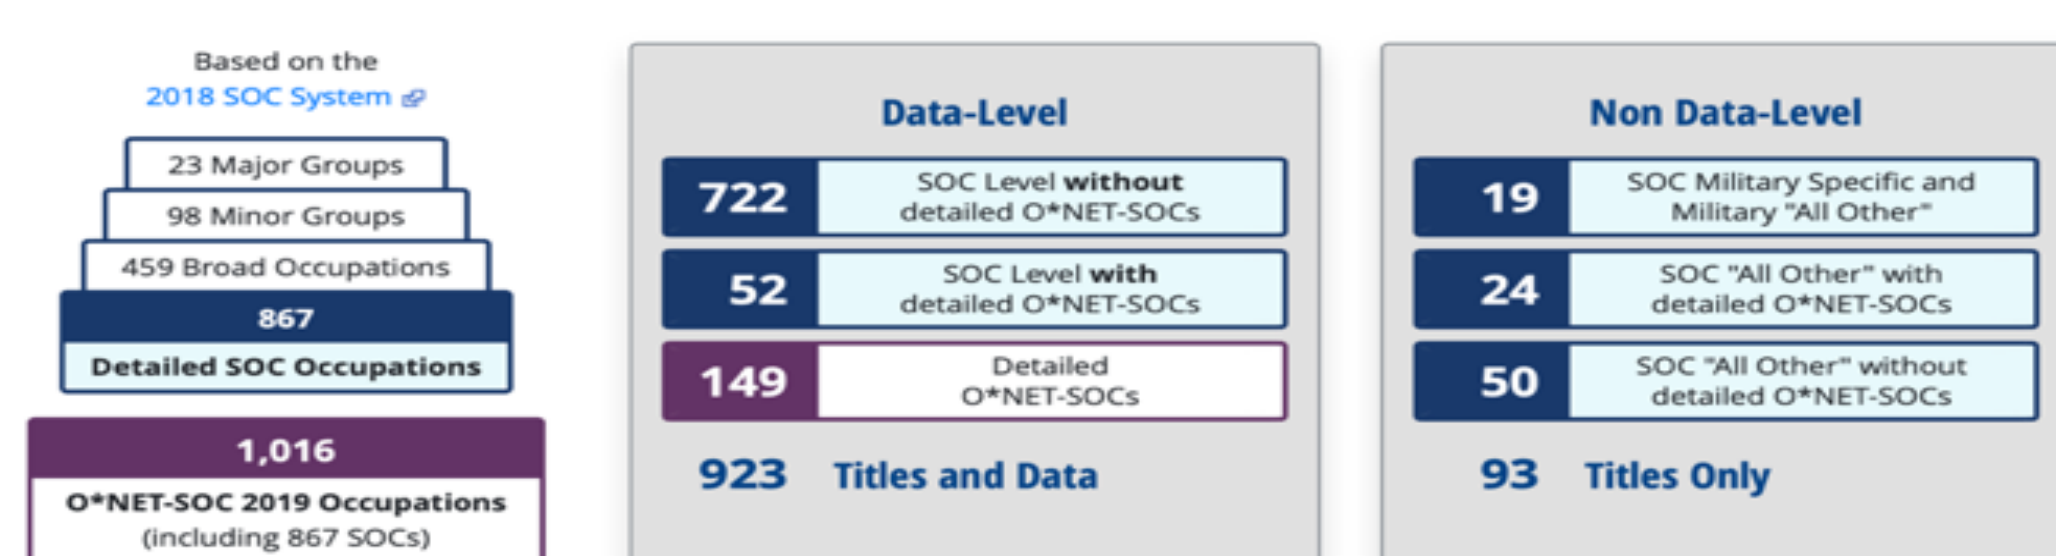 Based on the
2018 SOC System
23 Major Groups
98 Minor Groups
459 Broad Occupations
867
Detailed SOC Occupations
1,016
O*NET-SOC 2019 Occupations
(including 867 SOCs)
Data-Level
722
SOC Level without
detailed O*NET-SOCs
52
SOC Level with
detailed O*NET-SOCs
149
Detailed
O*NET-SOCs
923 Titles and Data
Non Data-Level
19
SOC Military Specific and
Military "All Other"
24
SOC "All Other" with
detailed O*NET-SOCs
50
SOC "All Other" without
detailed O*NET-SOCs
93 Titles Only